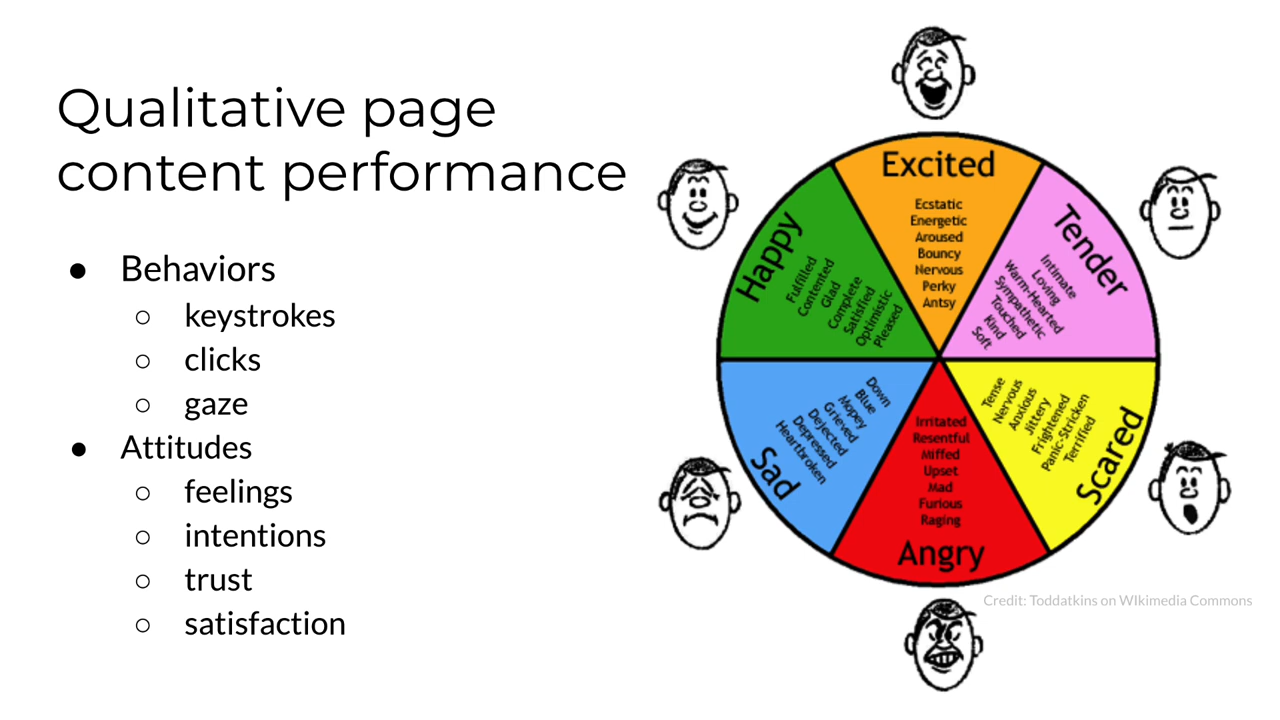 Qualitative page
content performance
● Behaviors
○ keystrokes
○ clicks
○ gaze
● Attitudes
○ feelings
○ intentions
○ trust
○ satisfaction
Excited
Ecstatic
Energetic
Aroused
Bouncy
Nervous
Perky
Antsy
Tender
Intimate
Loving
Warm-Hearted
Sympathetic
Touched
Kind
Soft
Scared
Tense
Nervous
Anxious
Jittery
Frightened
Panic-Stricken
Terrified
Angry
Irritated
Resentful
Miffed
Upset
Mad
Furious
Raging
Sad
Down
Blue
Mopey
Grieved
Dejected
Depressed
Heartbroken
Happy
Fulfilled
Contented
Glad
Complete
Satisfied
Optimistic
Pleased
Credit: Toddatkins on WIkimedia Commons